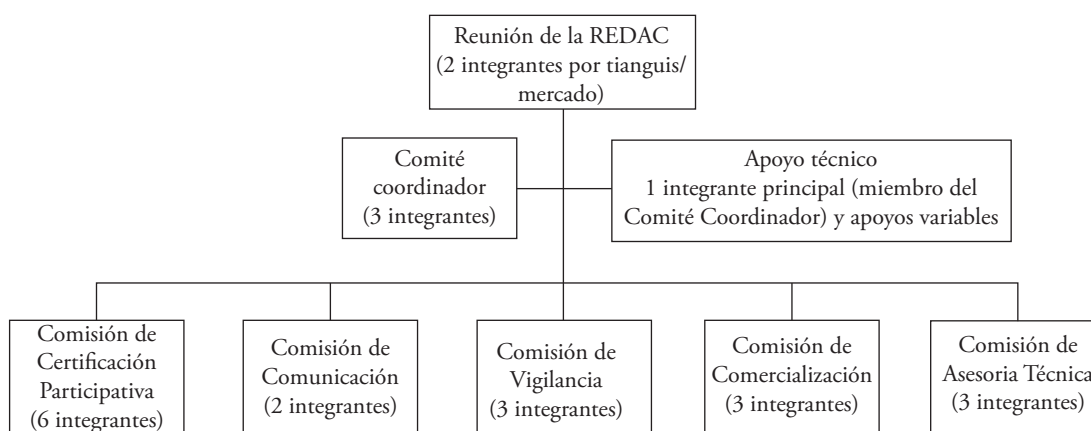 Reunión de la REDAC
(2 integrantes por tianguis/
mercado)
Comité
coordinador
(3 integrantes)
Apoyo técnico
1 integrante principal (miembro del
Comité Coordinador) y apoyos variables
Comisión de
Certificación
Participativa
(6 integrantes)
Comisión de
Comunicación
(2 integrantes)
Comisión de
Vigilancia
(3 integrantes)
Comisión de
Comercialización
(3 integrantes)
Comisión de
Asesoria Técnica
(3 integrantes)